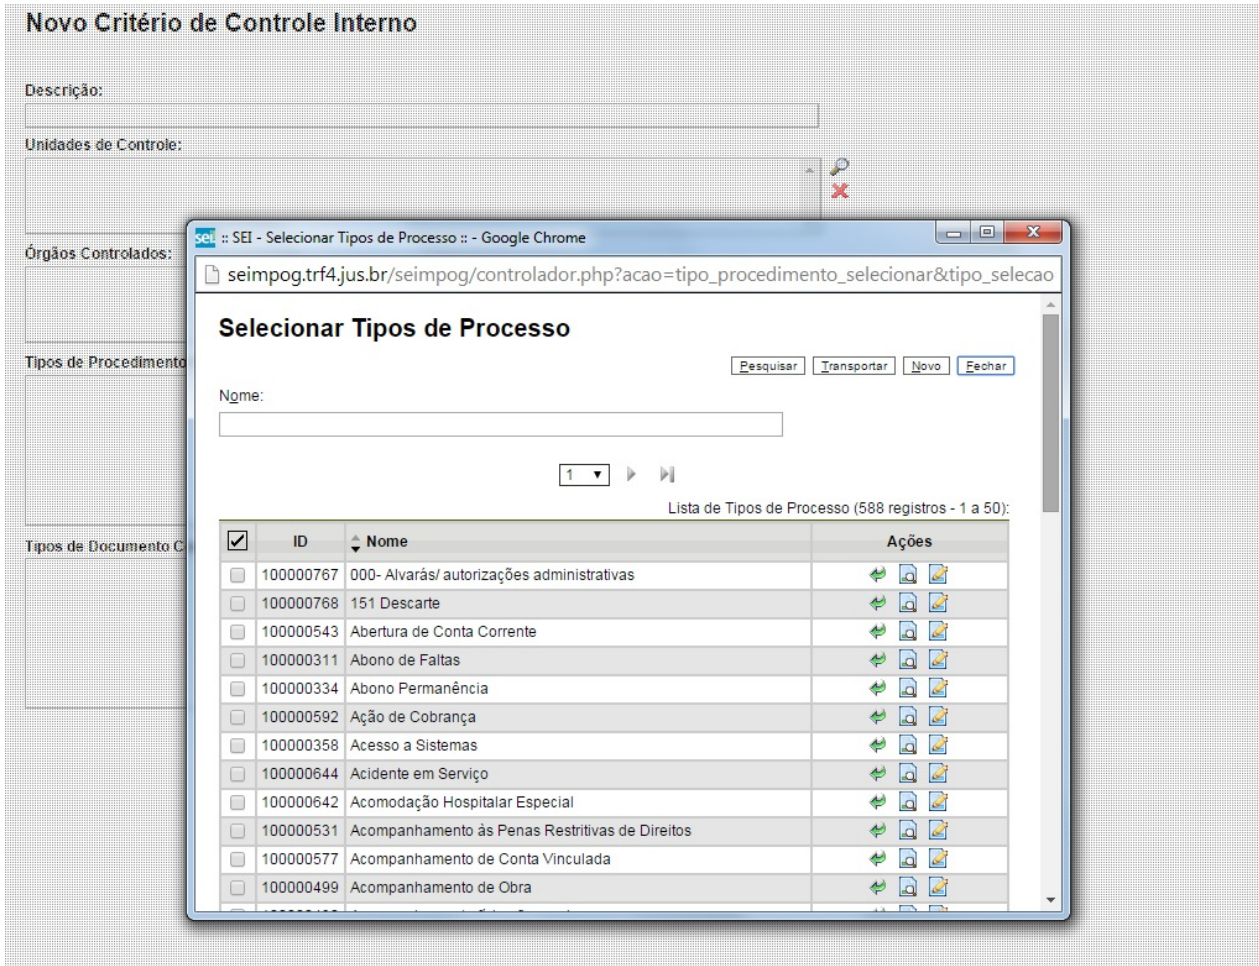 Novo Critério de Controle Interno
Descrição:
Unidades de Controle:
Órgãos Controlados:
Tipos de Procedimento
Tipos de Documento C
sei :: SEI - Selecionar Tipos de Processo :: - Google Chrome
seimpog.trf4.jus.br/seimpog/controlador.php?acao=tipo_procedimento_selecionar&tipo_selecao
Selecionar Tipos de Processo
Pesquisar Transportar Novo Fechar
Nome:
1
Lista de Tipos de Processo (588 registros - 1 a 50):
ID Nome Ações
100000767 000- Alvarás/ autorizações administrativas
100000768 151 Descarte
100000543 Abertura de Conta Corrente
100000311 Abono de Faltas
100000334 Abono Permanência
100000592 Ação de Cobrança
100000358 Acesso a Sistemas
100000644 Acidente em Serviço
100000642 Acomodação Hospitalar Especial
100000531 Acompanhamento às Penas Restritivas de Direitos
100000577 Acompanhamento de Conta Vinculada
100000499 Acompanhamento de Obra